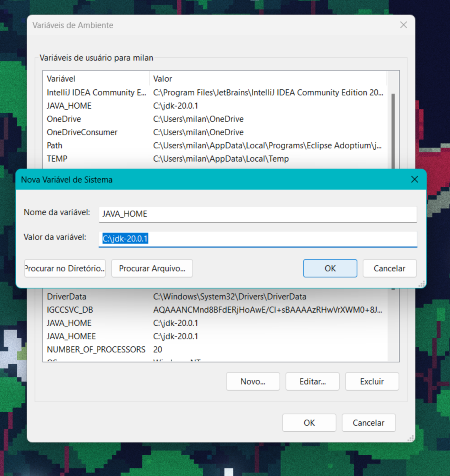 Variáveis de Ambiente
Variáveis de usuário para milan
Variável Valor
IntelliJ IDEA Community E... C:\Program Files\JetBrains\IntelliJ IDEA Community Edition 20...
JAVA_HOME C:\jdk-20.0.1
OneDrive C:\Users\milan\OneDrive
OneDriveConsumer C:\Users\milan\OneDrive
Path C:\Users\milan\AppData\Local\Programs\Eclipse Adoptium\j...
TEMP C:\Users\milan\AppData\Local\Temp
Nova Variável de Sistema
Nome da variável: JAVA_HOME
Valor da variável: C:\jdk-20.0.1
Procurar no Diretório... Procurar Arquivo... OK Cancelar
DriverData C:\Windows\System32\Drivers\DriverData
IGCCSVC_DB
JAVA_HOME C:\jdk-20.0.1
JAVA_HOMEE C:\jdk-20.0.1
NUMBER_OF_PROCESSORS 20
Novo... Editar... Excluir
OK Cancelar